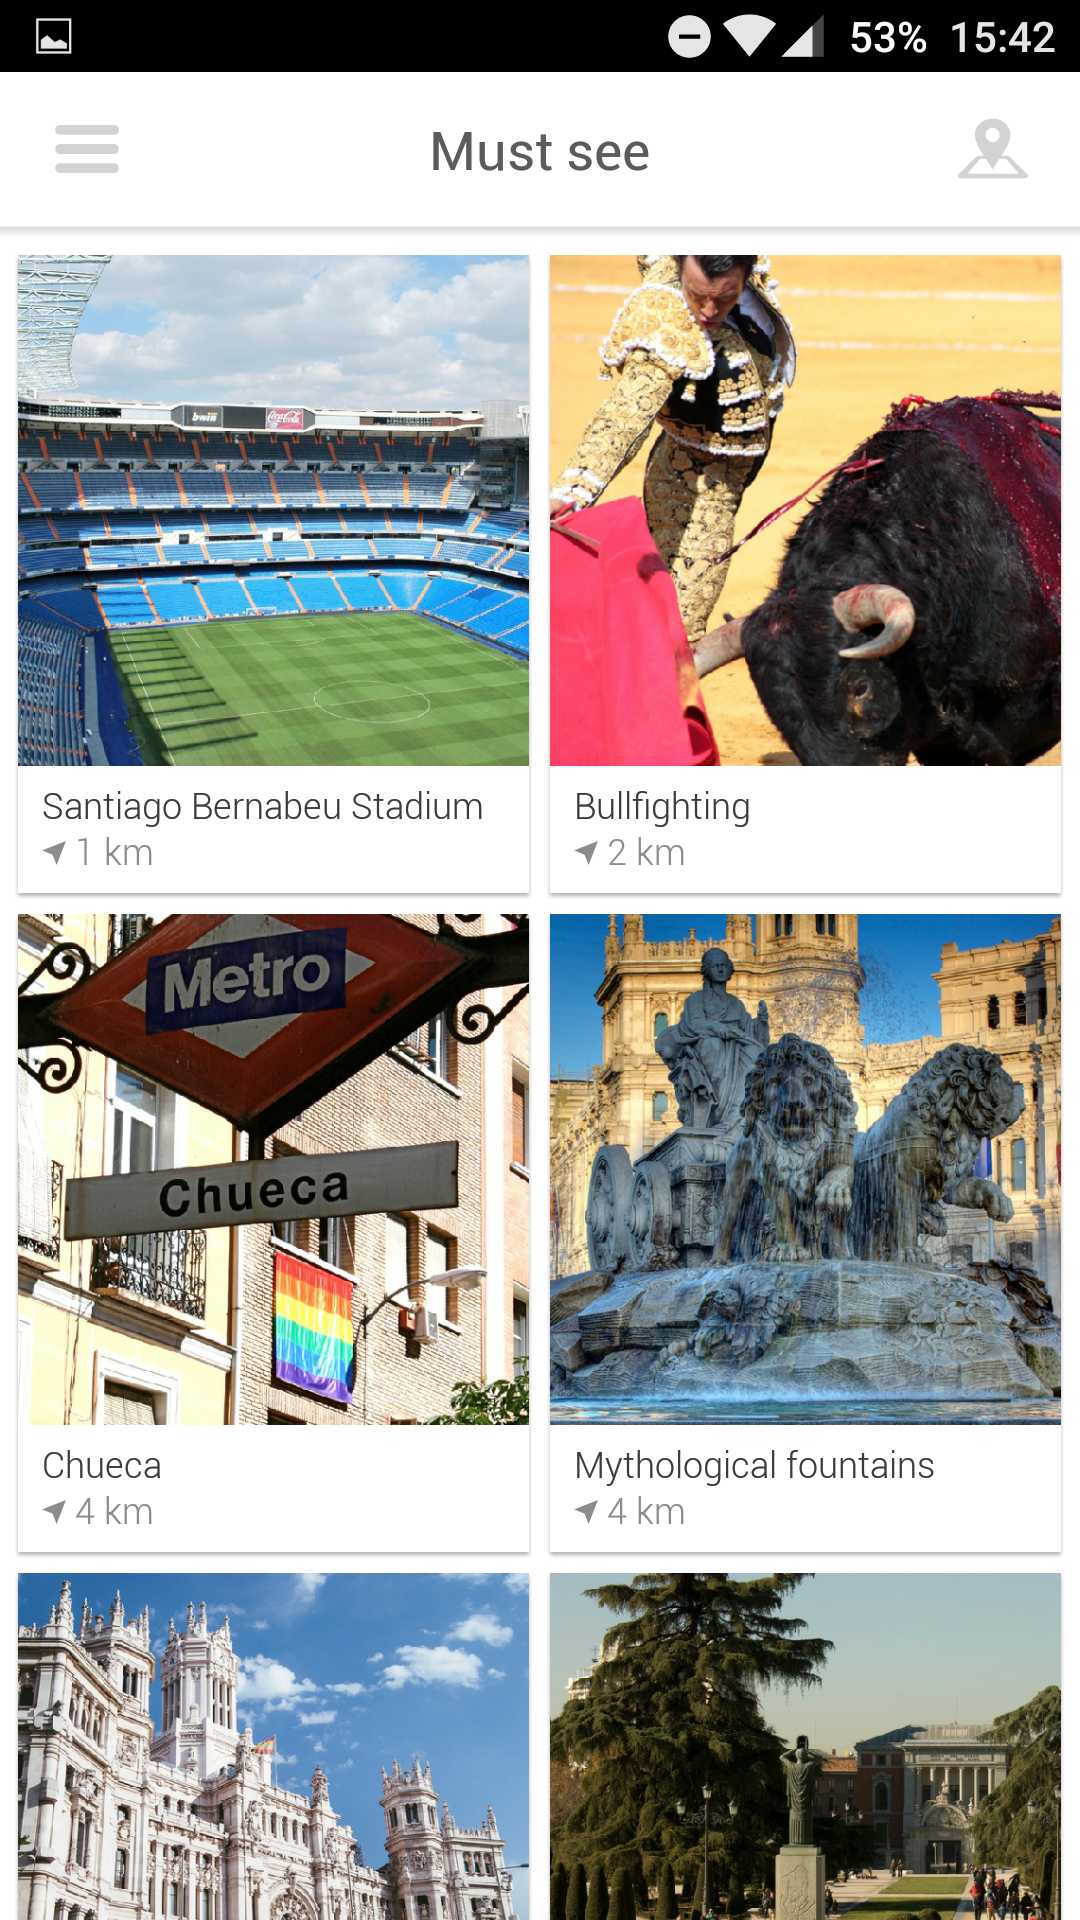 53% 15:42
Must see
bwin
Coca-Cola
Santiago Bernabeu Stadium
1 km
Bullfighting
2 km
Metro
Chueca
Chueca
4 km
Mythological fountains
4 km